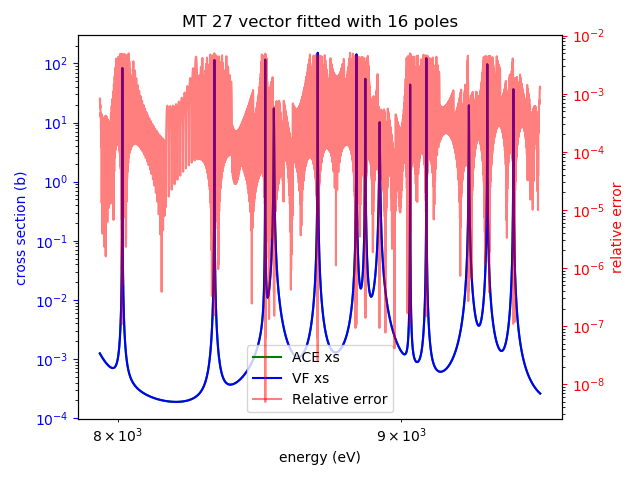 MT 27 vector fitted with 16 poles
10²
10¹
10⁰
10⁻¹
10⁻²
10⁻³
10⁻⁴
cross section (b)
10⁻²
10⁻³
10⁻⁴
10⁻⁵
10⁻⁶
10⁻⁷
10⁻⁸
relative error
ACE xs
VF xs
Relative error
8 × 10³
9 × 10³
energy (eV)